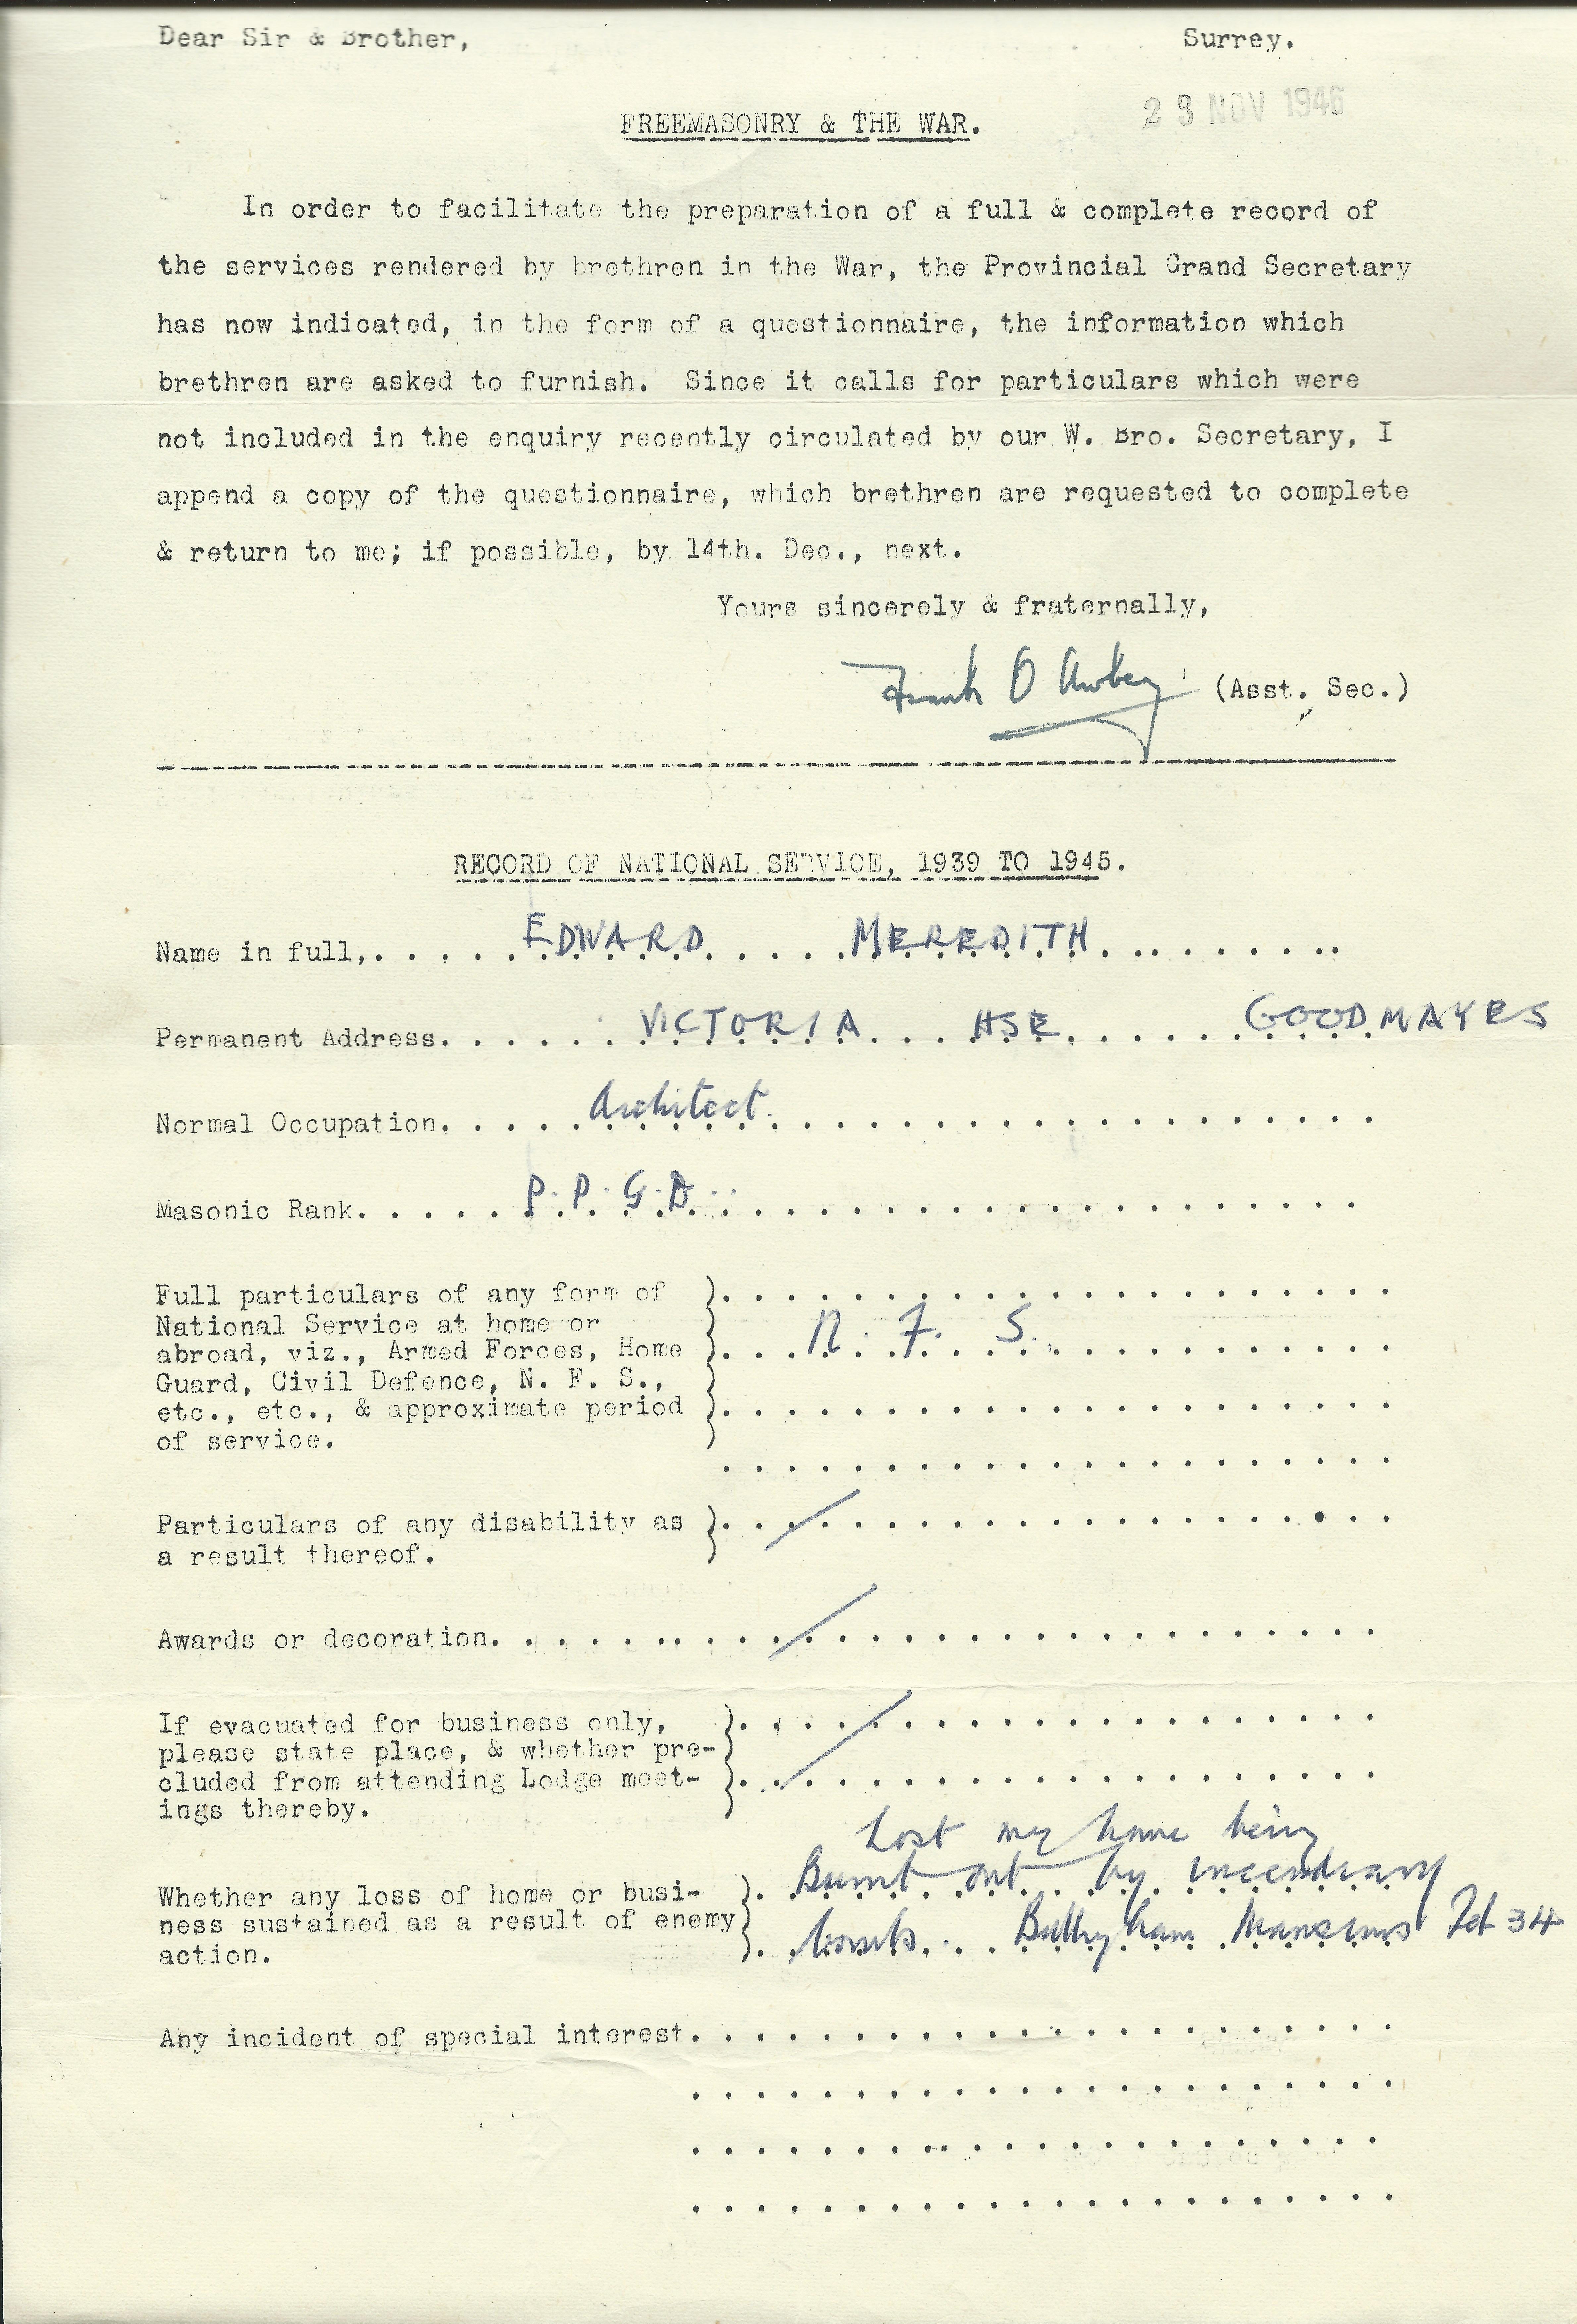 Dear Sir & Brother, Surrey.
23 NOV 1946
FREEMASONRY & THE WAR.
In order to facilitate the preparation of a full & complete record of
the services rendered by brethren in the War, the Provincial Grand Secretary
has now indicated, in the form of a questionnaire, the information which
brethren are asked to furnish. Since it calls for particulars which were
not included in the enquiry recently circulated by our W. Bro. Secretary, I
append a copy of the questionnaire, which brethren are requested to complete
& return to me; if possible, by 14th. Dec., next.
Yours sincerely & fraternally,
Frank O (Asst. Sec.)
RECORD OF NATIONAL SERVICE, 1939 TO 1945.
Name in full, EDWARD MEREDITH
Permanent Address. VICTORIA HSE GOODMAYES
Normal Occupation. Architect.
Masonic Rank. P.P.G.D.
Full particulars of any form of
National Service at home or
abroad, viz., Armed Forces, Home N. F. S.
Guard, Civil Defence, N. F. S.,
etc., etc., & approximate period
of service.
Particulars of any disability as /
a result thereof.
Awards or decoration. /
If evacuated for business only, /
please state place, & whether pre-
cluded from attending Lodge meet-
ings thereby.
Lost my home being
Whether any loss of home or busi- Burnt out by incendiary
ness sustained as a result of enemy bomb. Mansions Feb 34
action.
Any incident of special interest.